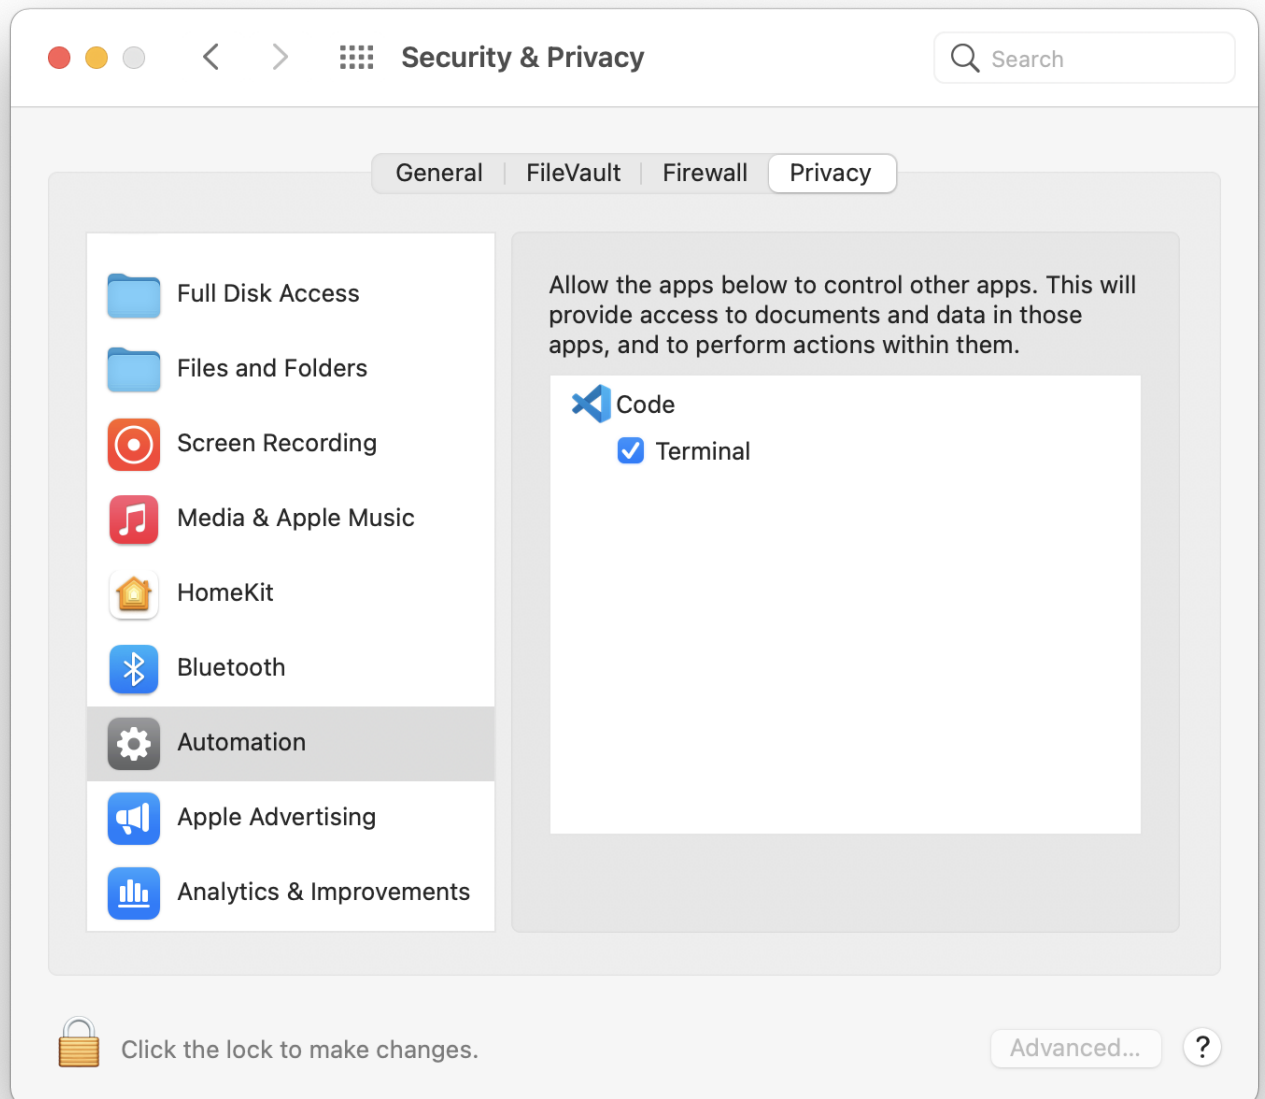 Security & Privacy
Search
General
FileVault
Firewall
Privacy
Full Disk Access
Files and Folders
Screen Recording
Media & Apple Music
HomeKit
Bluetooth
Automation
Apple Advertising
Analytics & Improvements
Allow the apps below to control other apps. This will
provide access to documents and data in those
apps, and to perform actions within them.
Code
Terminal
Click the lock to make changes.
Advanced...
?